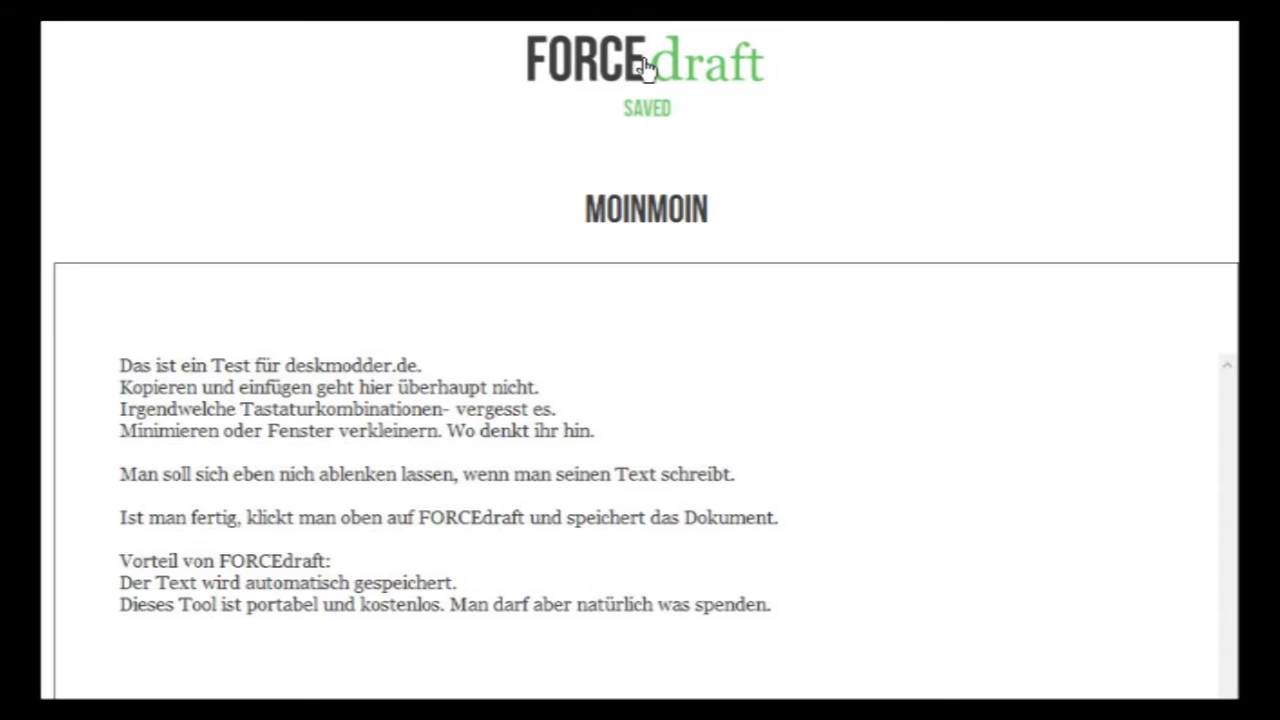 FORCEdraft
SAVED
MOINMOIN
Das ist ein Test für deskmodder.de.
Kopieren und einfügen geht hier überhaupt nicht.
Irgendwelche Tastaturkombinationen- vergesst es.
Minimieren oder Fenster verkleinern. Wo denkt ihr hin.
Man soll sich eben nich ablenken lassen, wenn man seinen Text schreibt.
Ist man fertig, klickt man oben auf FORCEdraft und speichert das Dokument.
Vorteil von FORCEdraft:
Der Text wird automatisch gespeichert.
Dieses Tool ist portabel und kostenlos. Man darf aber natürlich was spenden.